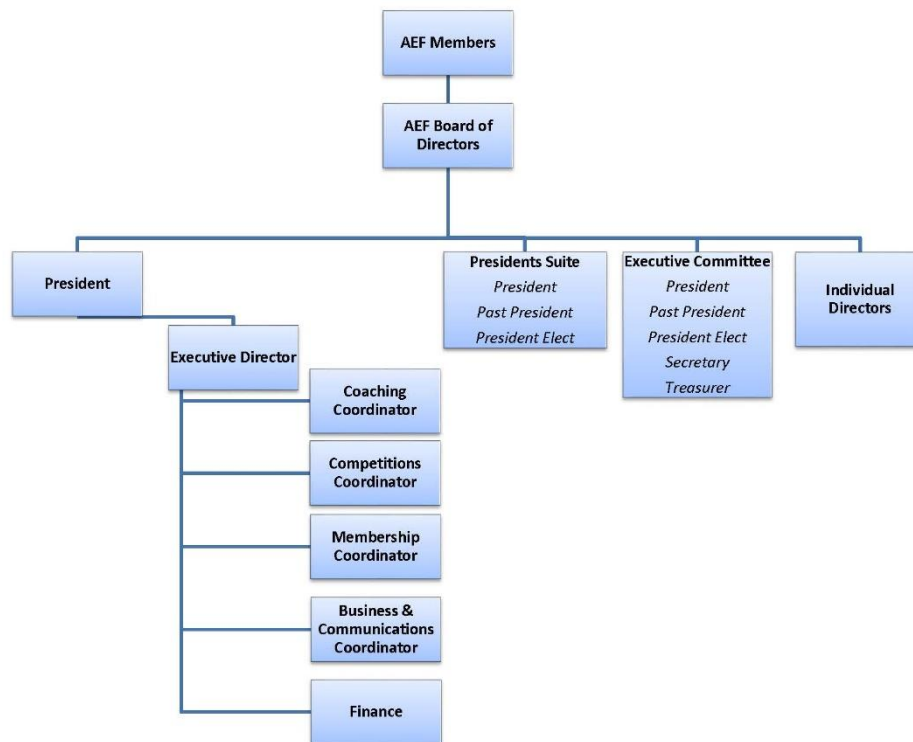 AEF Members
AEF Board of
Directors
President
Presidents Suite
President
Past President
President Elect
Executive Committee
President
Past President
President Elect
Secretary
Treasurer
Individual
Directors
Executive Director
Coaching
Coordinator
Competitions
Coordinator
Membership
Coordinator
Business &
Communications
Coordinator
Finance